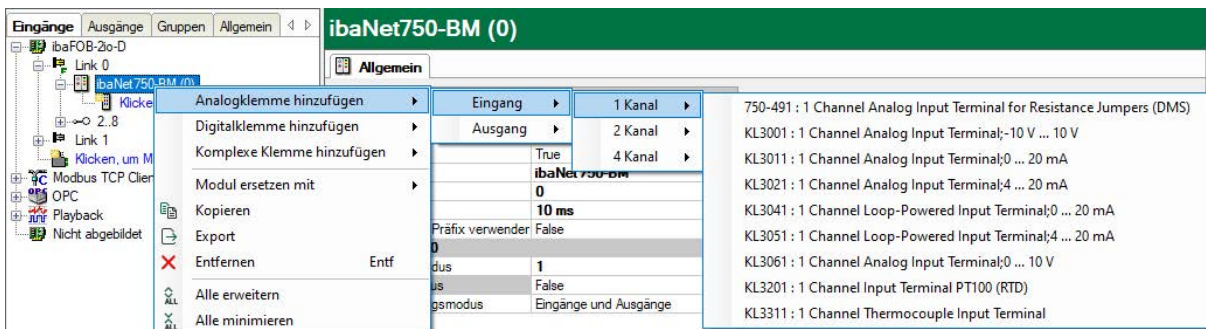 Eingänge Ausgänge Gruppen Allgemein
ibaFOB-2io-D
Link 0
ibaNet750-BM (0)
Klicke
2..8
Link 1
Klicken, um M
Modbus TCP Clien
OPC
Playback
Nicht abgebildet
Analogklemme hinzufügen
Digitalklemme hinzufügen
Komplexe Klemme hinzufügen
Modul ersetzen mit
Kopieren
Export
Entfernen Entf
Alle erweitern
Alle minimieren
Eingang
Ausgang
1 Kanal
2 Kanal
4 Kanal
750-491 : 1 Channel Analog Input Terminal for Resistance Jumpers (DMS)
KL3001 : 1 Channel Analog Input Terminal;-10 V ... 10 V
KL3011 : 1 Channel Analog Input Terminal;0 ... 20 mA
KL3021 : 1 Channel Analog Input Terminal;4 ... 20 mA
KL3041 : 1 Channel Loop-Powered Input Terminal;0 ... 20 mA
KL3051 : 1 Channel Loop-Powered Input Terminal;4 ... 20 mA
KL3061 : 1 Channel Analog Input Terminal;0 ... 10 V
KL3201 : 1 Channel Input Terminal PT100 (RTD)
KL3311 : 1 Channel Thermocouple Input Terminal
ibaNet750-BM (0)
Allgemein
True
ibaNet750-BM
0
10 ms
Präfix verwender False
0
dus 1
us False
gsmodus Eingänge und Ausgänge